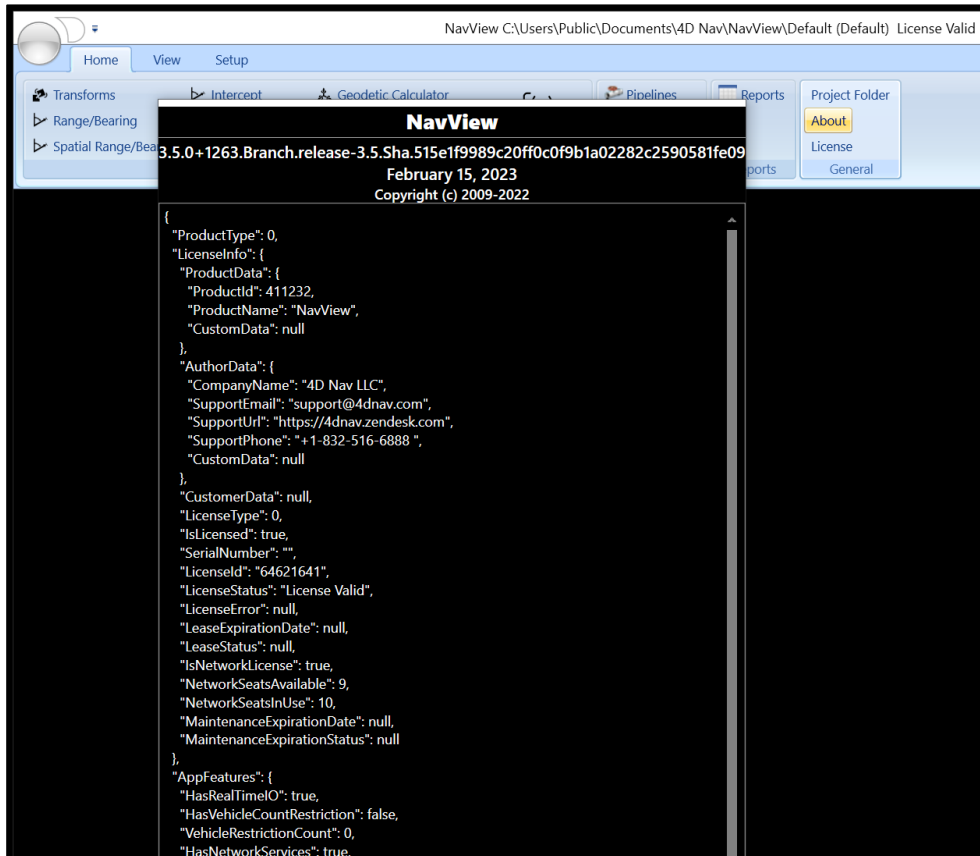 NavView C:\Users\Public\Documents\4D Nav\NavView\Default (Default) License Valid
Home View Setup
Transforms Intercept Geodetic Calculator Pipelines Reports Project Folder
Range/Bearing About
Spatial Range/Bea License
ports General
NavView
3.5.0+1263.Branch.release-3.5.Sha.515e1f9989c20ff0c0f9b1a02282c2590581fe09
February 15, 2023
Copyright (c) 2009-2022
{
"ProductType": 0,
"LicenseInfo": {
"ProductData": {
"ProductId": 411232,
"ProductName": "NavView",
"CustomData": null
},
"AuthorData": {
"CompanyName": "4D Nav LLC",
"SupportEmail": "support@4dnav.com",
"SupportUrl": "https://4dnav.zendesk.com",
"SupportPhone": "+1-832-516-6888 ",
"CustomData": null
},
"CustomerData": null,
"LicenseType": 0,
"IsLicensed": true,
"SerialNumber": "",
"LicenseId": "64621641",
"LicenseStatus": "License Valid",
"LicenseError": null,
"LeaseExpirationDate": null,
"LeaseStatus": null,
"IsNetworkLicense": true,
"NetworkSeatsAvailable": 9,
"NetworkSeatsInUse": 10,
"MaintenanceExpirationDate": null,
"MaintenanceExpirationStatus": null
},
"AppFeatures": {
"HasRealTimeIO": true,
"HasVehicleCountRestriction": false,
"VehicleRestrictionCount": 0,
"HasNetworkServices": true,